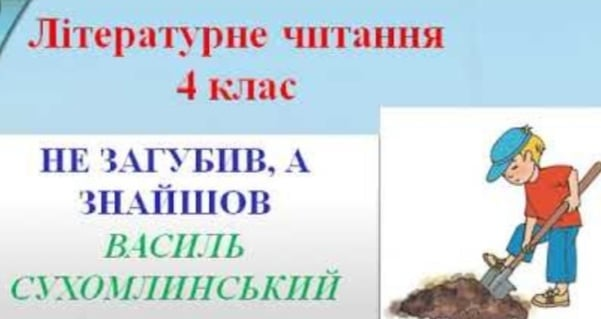 Літературне читання
4 клас
НЕ ЗАГУБИВ, А
ЗНАЙШОВ
ВАСИЛЬ
СУХОМЛИНСЬКИЙ